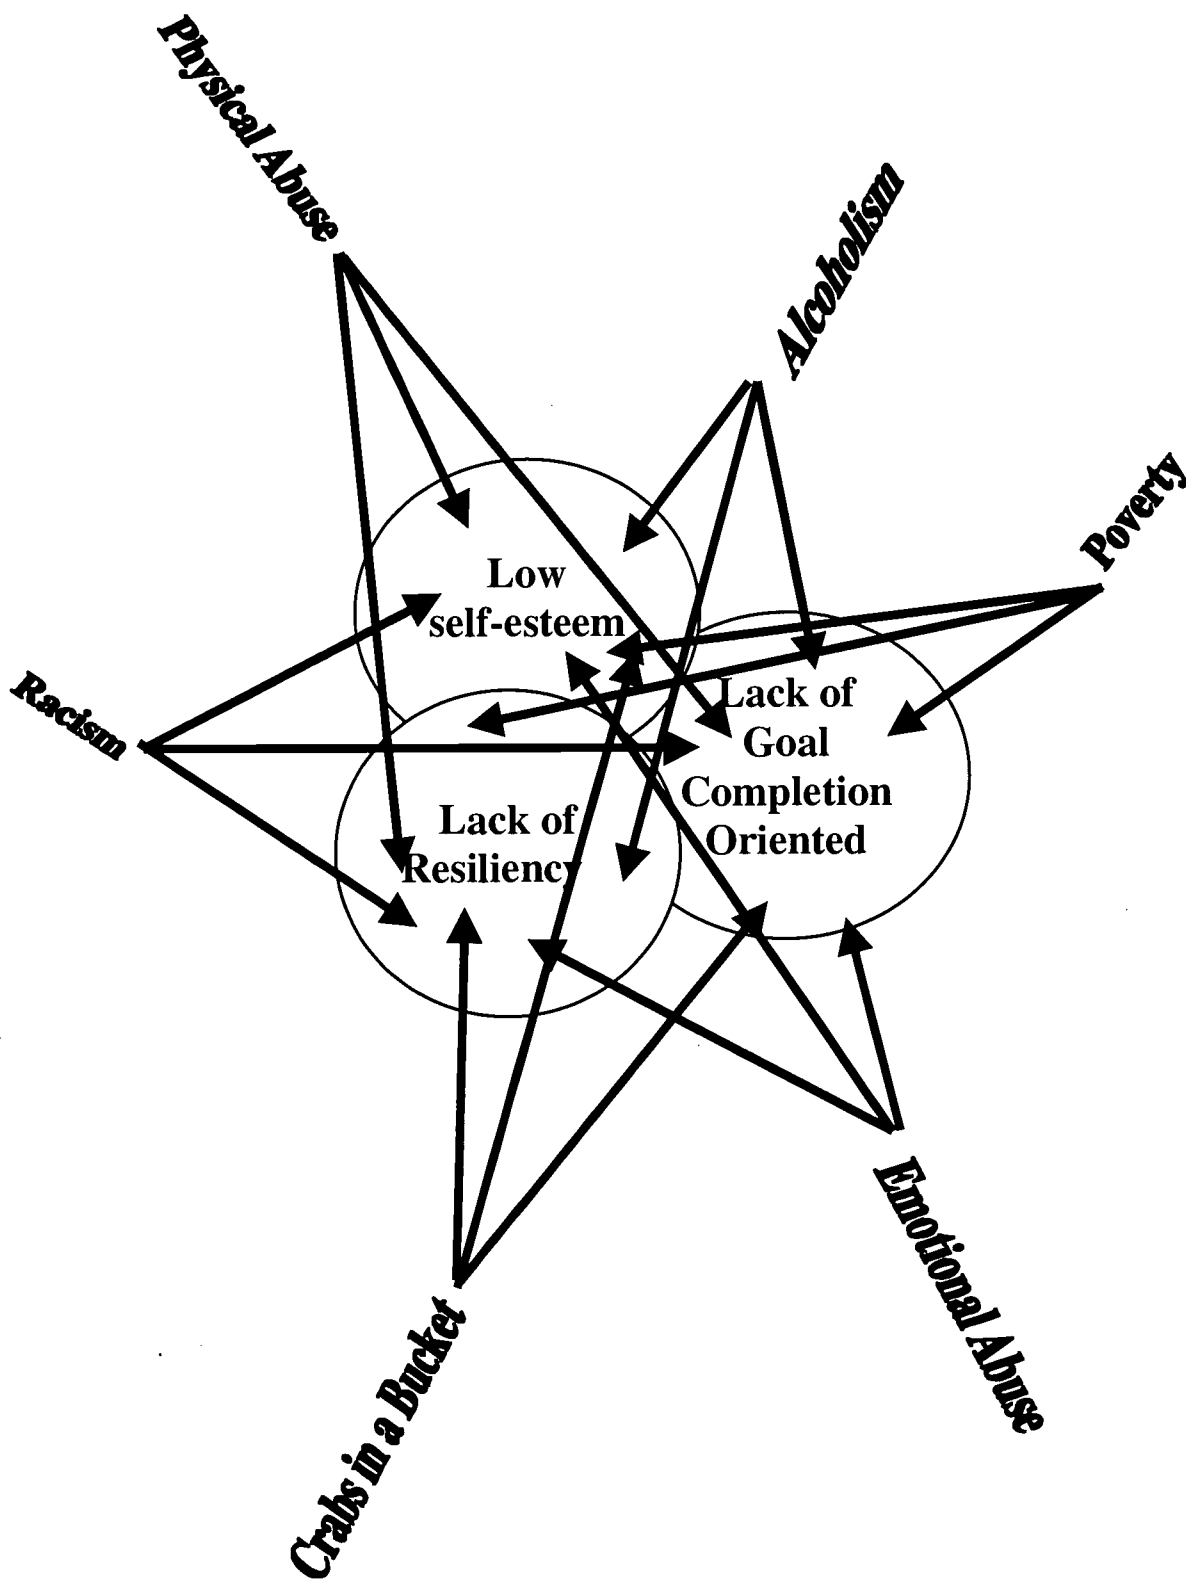 Physical Abuse
Alcoholism
Poverty
Low
self-esteem
Racism
Lack of
Goal
Completion
Oriented
Lack of
Resiliency
Emotional Abuse
Crabs in a Bucket